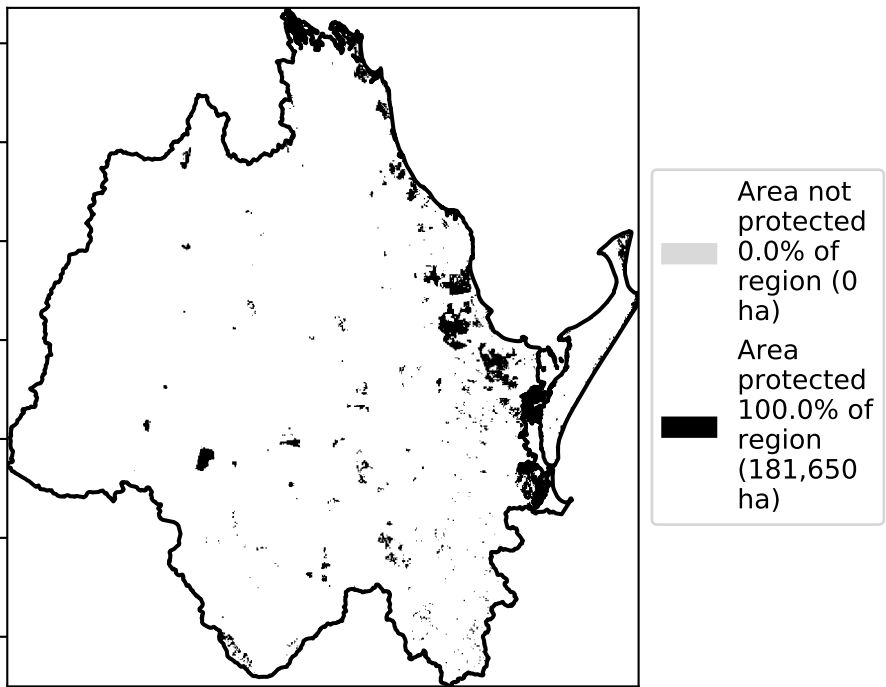 Area not
protected
0.0% of
region (0
ha)
Area
protected
100.0% of
region
(181,650
ha)